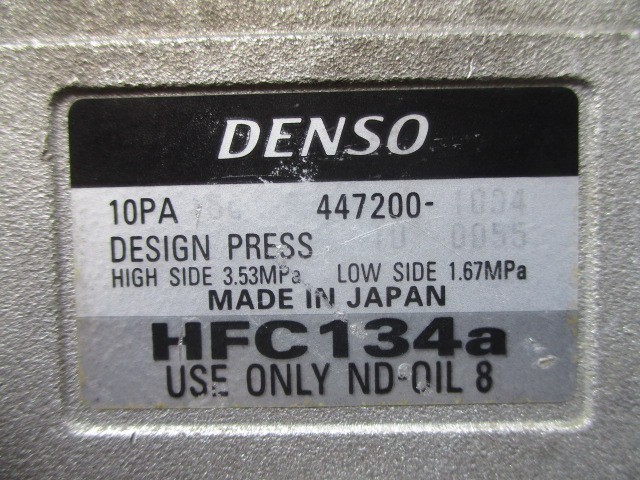 DENSO
10PA 447200-
DESIGN PRESS
HIGH SIDE 3.53MPa LOW SIDE 1.67MPa
MADE IN JAPAN
HFC134a
USE ONLY ND-OIL 8